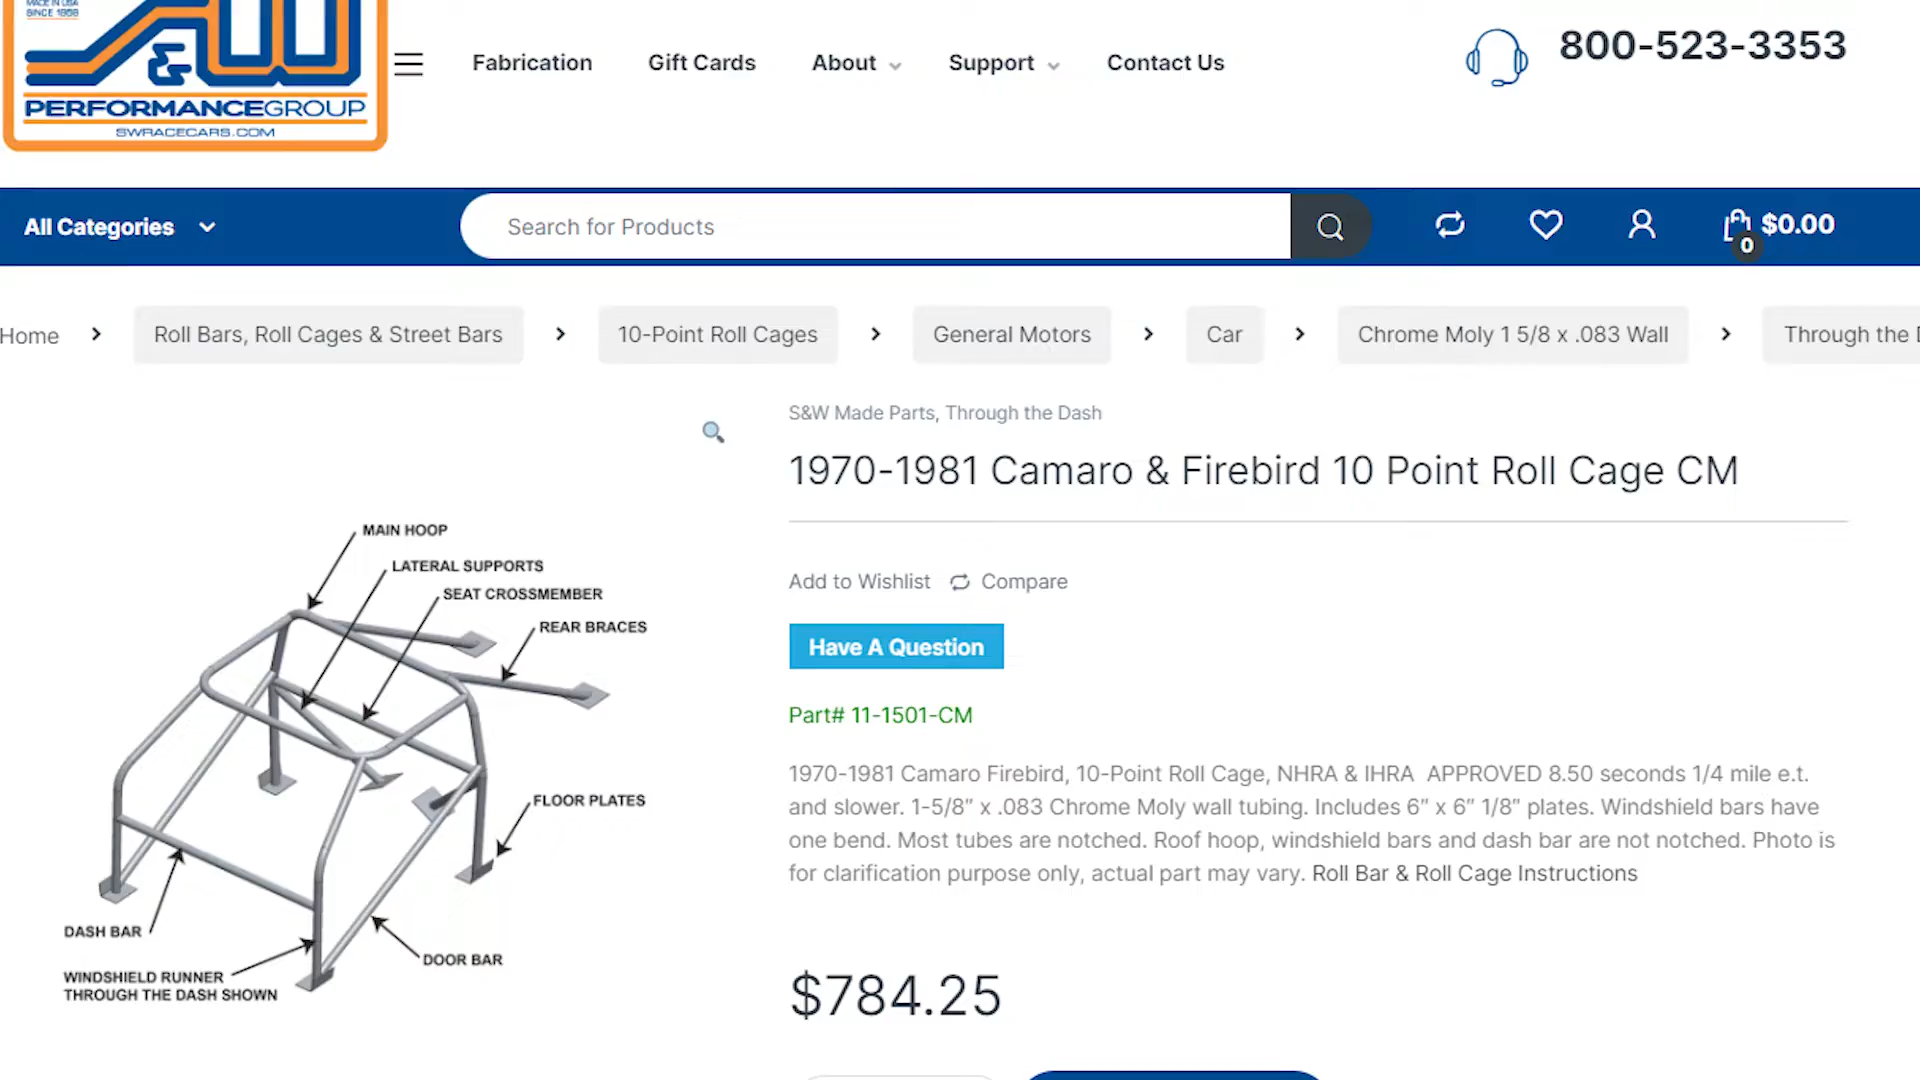 MADE IN USA
SINCE 1959
S&W
PERFORMANCEGROUP
SWRACECARS.COM
Fabrication
Gift Cards
About
Support
Contact Us
800-523-3353
All Categories
Search for Products
0
$0.00
Home
Roll Bars, Roll Cages & Street Bars
10-Point Roll Cages
General Motors
Car
Chrome Moly 1 5/8 x .083 Wall
Through the
S&W Made Parts, Through the Dash
1970-1981 Camaro & Firebird 10 Point Roll Cage CM
Add to Wishlist
Compare
Have A Question
Part# 11-1501-CM
1970-1981 Camaro Firebird, 10-Point Roll Cage, NHRA & IHRA APPROVED 8.50 seconds 1/4 mile e.t.
and slower. 1-5/8″ x .083 Chrome Moly wall tubing. Includes 6″ x 6″ 1/8″ plates. Windshield bars have
one bend. Most tubes are notched. Roof hoop, windshield bars and dash bar are not notched. Photo is
for clarification purpose only, actual part may vary. Roll Bar & Roll Cage Instructions
$784.25
MAIN HOOP
LATERAL SUPPORTS
SEAT CROSSMEMBER
REAR BRACES
FLOOR PLATES
DASH BAR
DOOR BAR
WINDSHIELD RUNNER
THROUGH THE DASH SHOWN